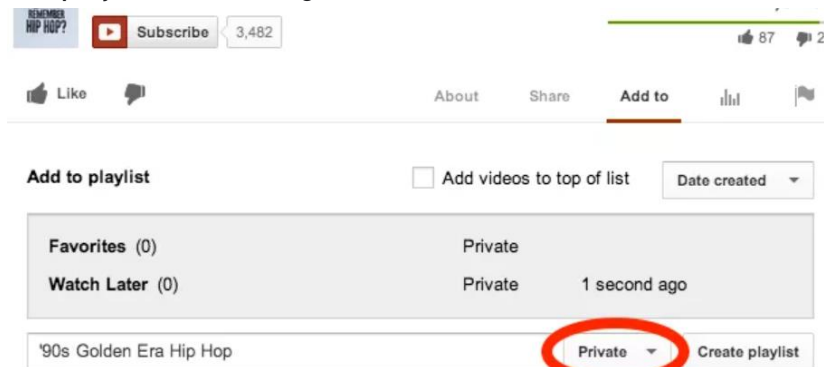 REMEMBER
HIP HOP?
Subscribe 3,482
87 2
Like
About Share Add to
Add to playlist Add videos to top of list Date created
Favorites (0) Private
Watch Later (0) Private 1 second ago
'90s Golden Era Hip Hop Private Create playlist